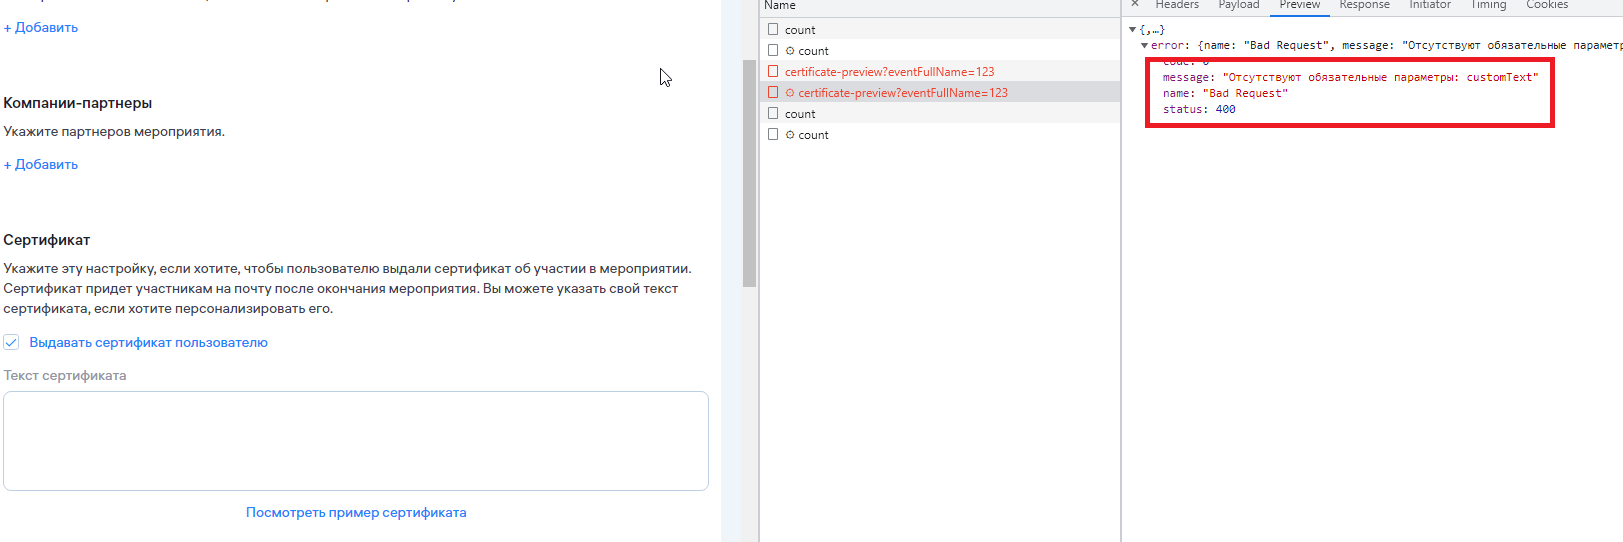 + Добавить
Компании-партнеры
Укажите партнеров мероприятия.
+ Добавить
Сертификат
Укажите эту настройку, если хотите, чтобы пользователю выдали сертификат об участии в мероприятии.
Сертификат придет участникам на почту после окончания мероприятия. Вы можете указать свой текст
сертификата, если хотите персонализировать его.
Выдавать сертификат пользователю
Текст сертификата
Посмотреть пример сертификата
Name
count
count
certificate-preview?eventFullName=123
certificate-preview?eventFullName=123
count
count
× Headers Payload Preview Response Initiator Timing Cookies
{,…}
error: {name: "Bad Request", message: "Отсутствуют обязательные параметр
code: 0
message: "Отсутствуют обязательные параметры: customText"
name: "Bad Request"
status: 400